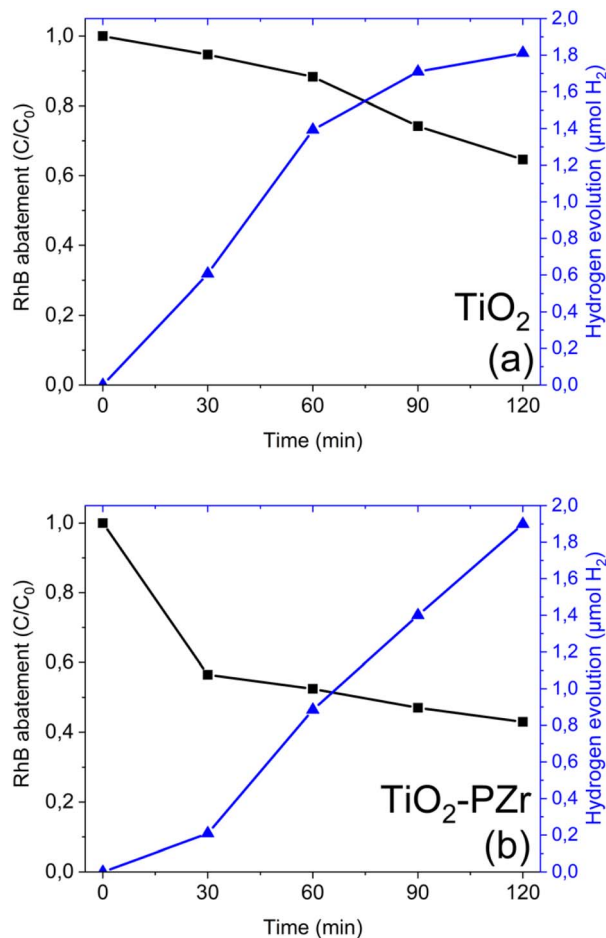 RhB abatement (C/C₀)
1,0
0,8
0,6
0,4
0,2
0,0
Hydrogen evolution (μmol H₂)
2,0
1,8
1,6
1,4
1,2
1,0
0,8
0,6
0,4
0,2
0,0
TiO₂
(a)
0 30 60 90 120
Time (min)
RhB abatement (C/C₀)
1,0
0,8
0,6
0,4
0,2
0,0
Hydrogen evolution (μmol H₂)
2,0
1,8
1,6
1,4
1,2
1,0
0,8
0,6
0,4
0,2
0,0
TiO₂-PZr
(b)
0 30 60 90 120
Time (min)